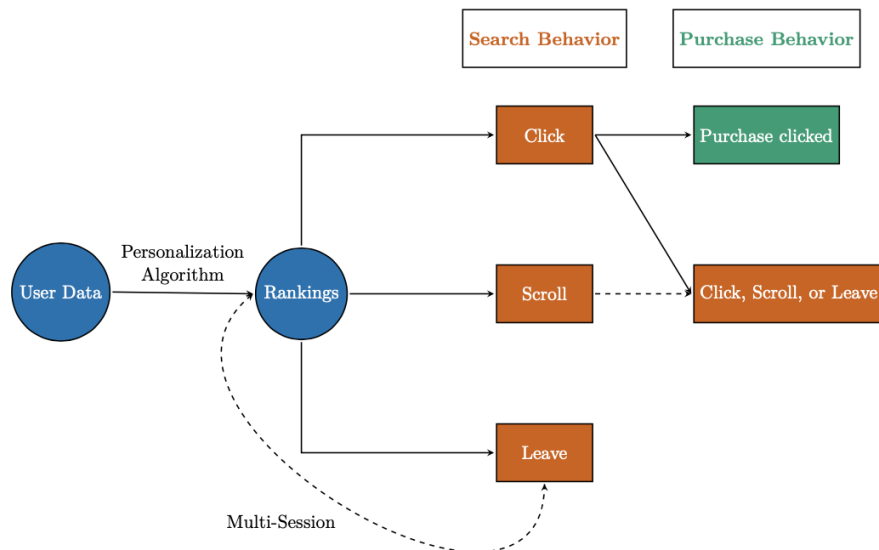 Search Behavior
Purchase Behavior
Click
Purchase clicked
Personalization
Algorithm
User Data
Rankings
Scroll
Click, Scroll, or Leave
Leave
Multi-Session